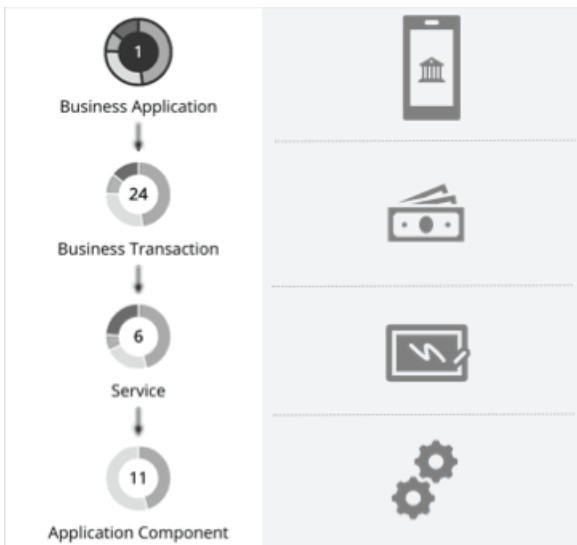 1
Business Application
24
Business Transaction
6
Service
11
Application Component